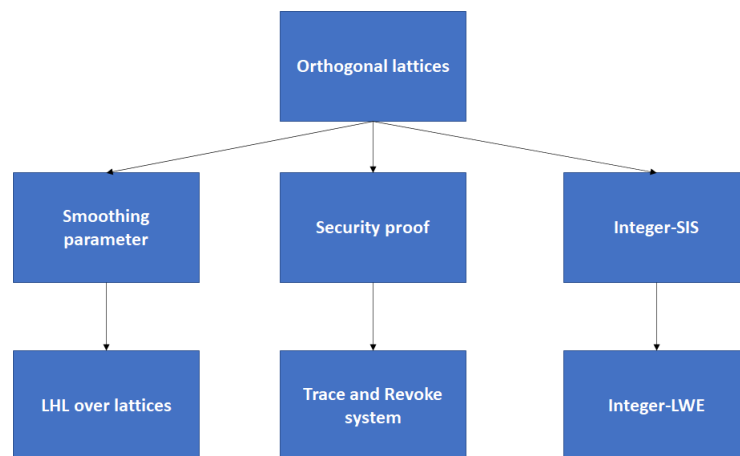 Orthogonal lattices
Smoothing
parameter
Security proof
Integer-SIS
LHL over lattices
Trace and Revoke
system
Integer-LWE